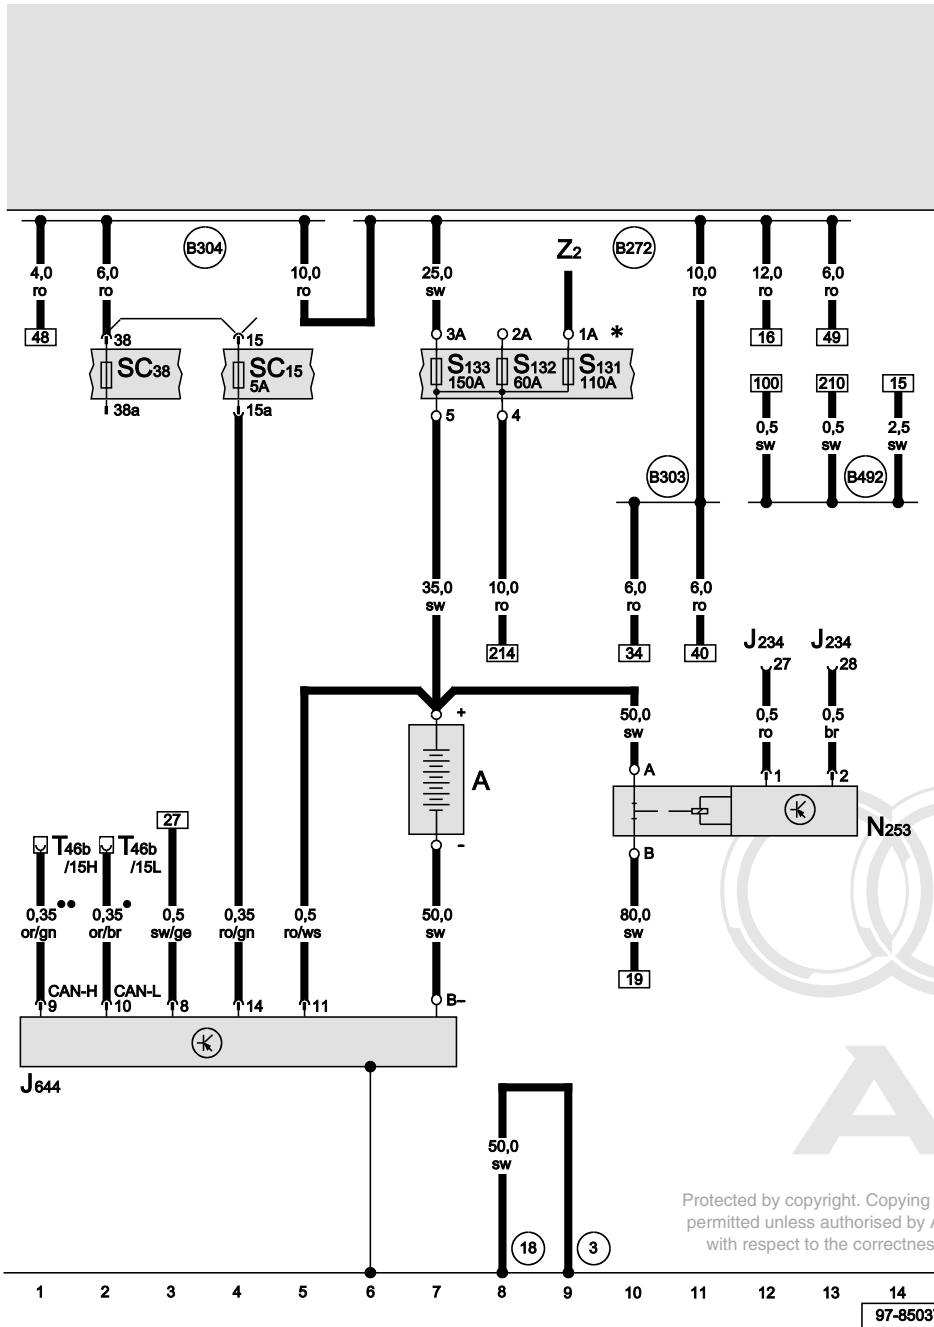 B304
B272
Z2
4,0
ro
6,0
ro
10,0
ro
25,0
sw
10,0
ro
12,0
ro
6,0
ro
48
38
15
3A
2A
1A
*
16
49
SC38
SC15
5A
S133
150A
S132
60A
S131
110A
100
210
15
38a
15a
5
4
0,5
sw
0,5
sw
2,5
sw
B303
B492
35,0
sw
10,0
ro
6,0
ro
6,0
ro
214
34
40
J234
J234
27
28
+
50,0
sw
0,5
ro
0,5
br
A
A
1
2
27
N253
T46b
/15H
T46b
/15L
-
B
0,35
or/gn
0,35
or/br
0,5
sw/ge
0,35
ro/gn
0,5
ro/ws
50,0
sw
80,0
sw
19
CAN-H
CAN-L
B–
9
10
8
14
11
J644
A
50,0
sw
Protected by copyright. Copying
permitted unless authorised by A
with respect to the correctnes
18
3
1 2 3 4 5 6 7 8 9 10 11 12 13 14
97-8503